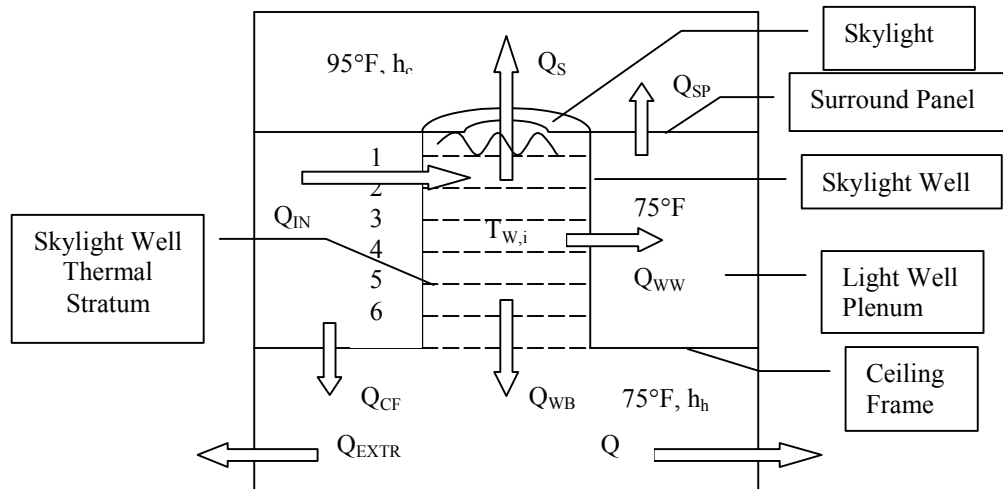 95°F, h_c
Q_S
Q_SP
Skylight
Surround Panel
1
2
3
4
5
6
Q_IN
T_W,i
75°F
Q_WW
Skylight Well
Skylight Well
Thermal
Stratum
Light Well
Plenum
Q_CF
Q_WB
75°F, h_h
Ceiling
Frame
Q_EXTR
Q